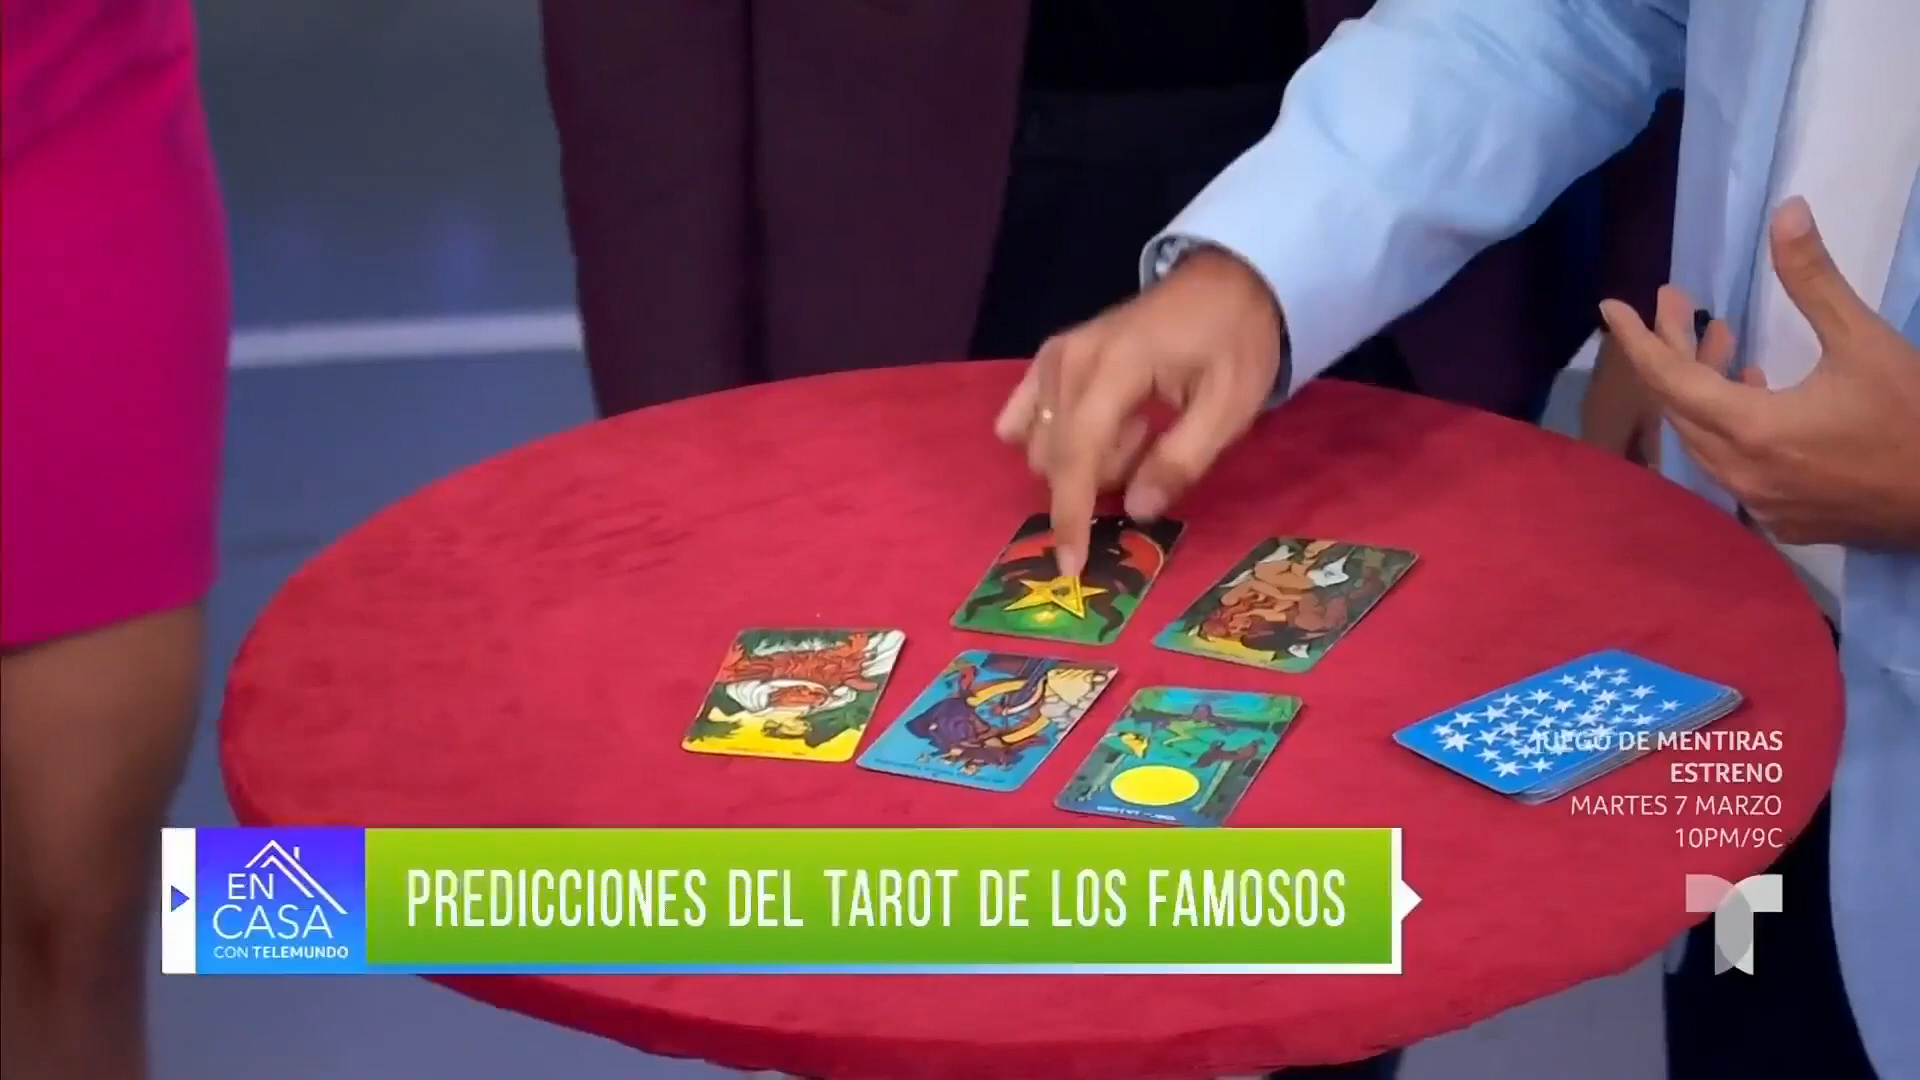 JUEGO DE MENTIRAS
ESTRENO
MARTES 7 MARZO
10PM/9C
EN
CASA
CON TELEMUNDO
PREDICCIONES DEL TAROT DE LOS FAMOSOS